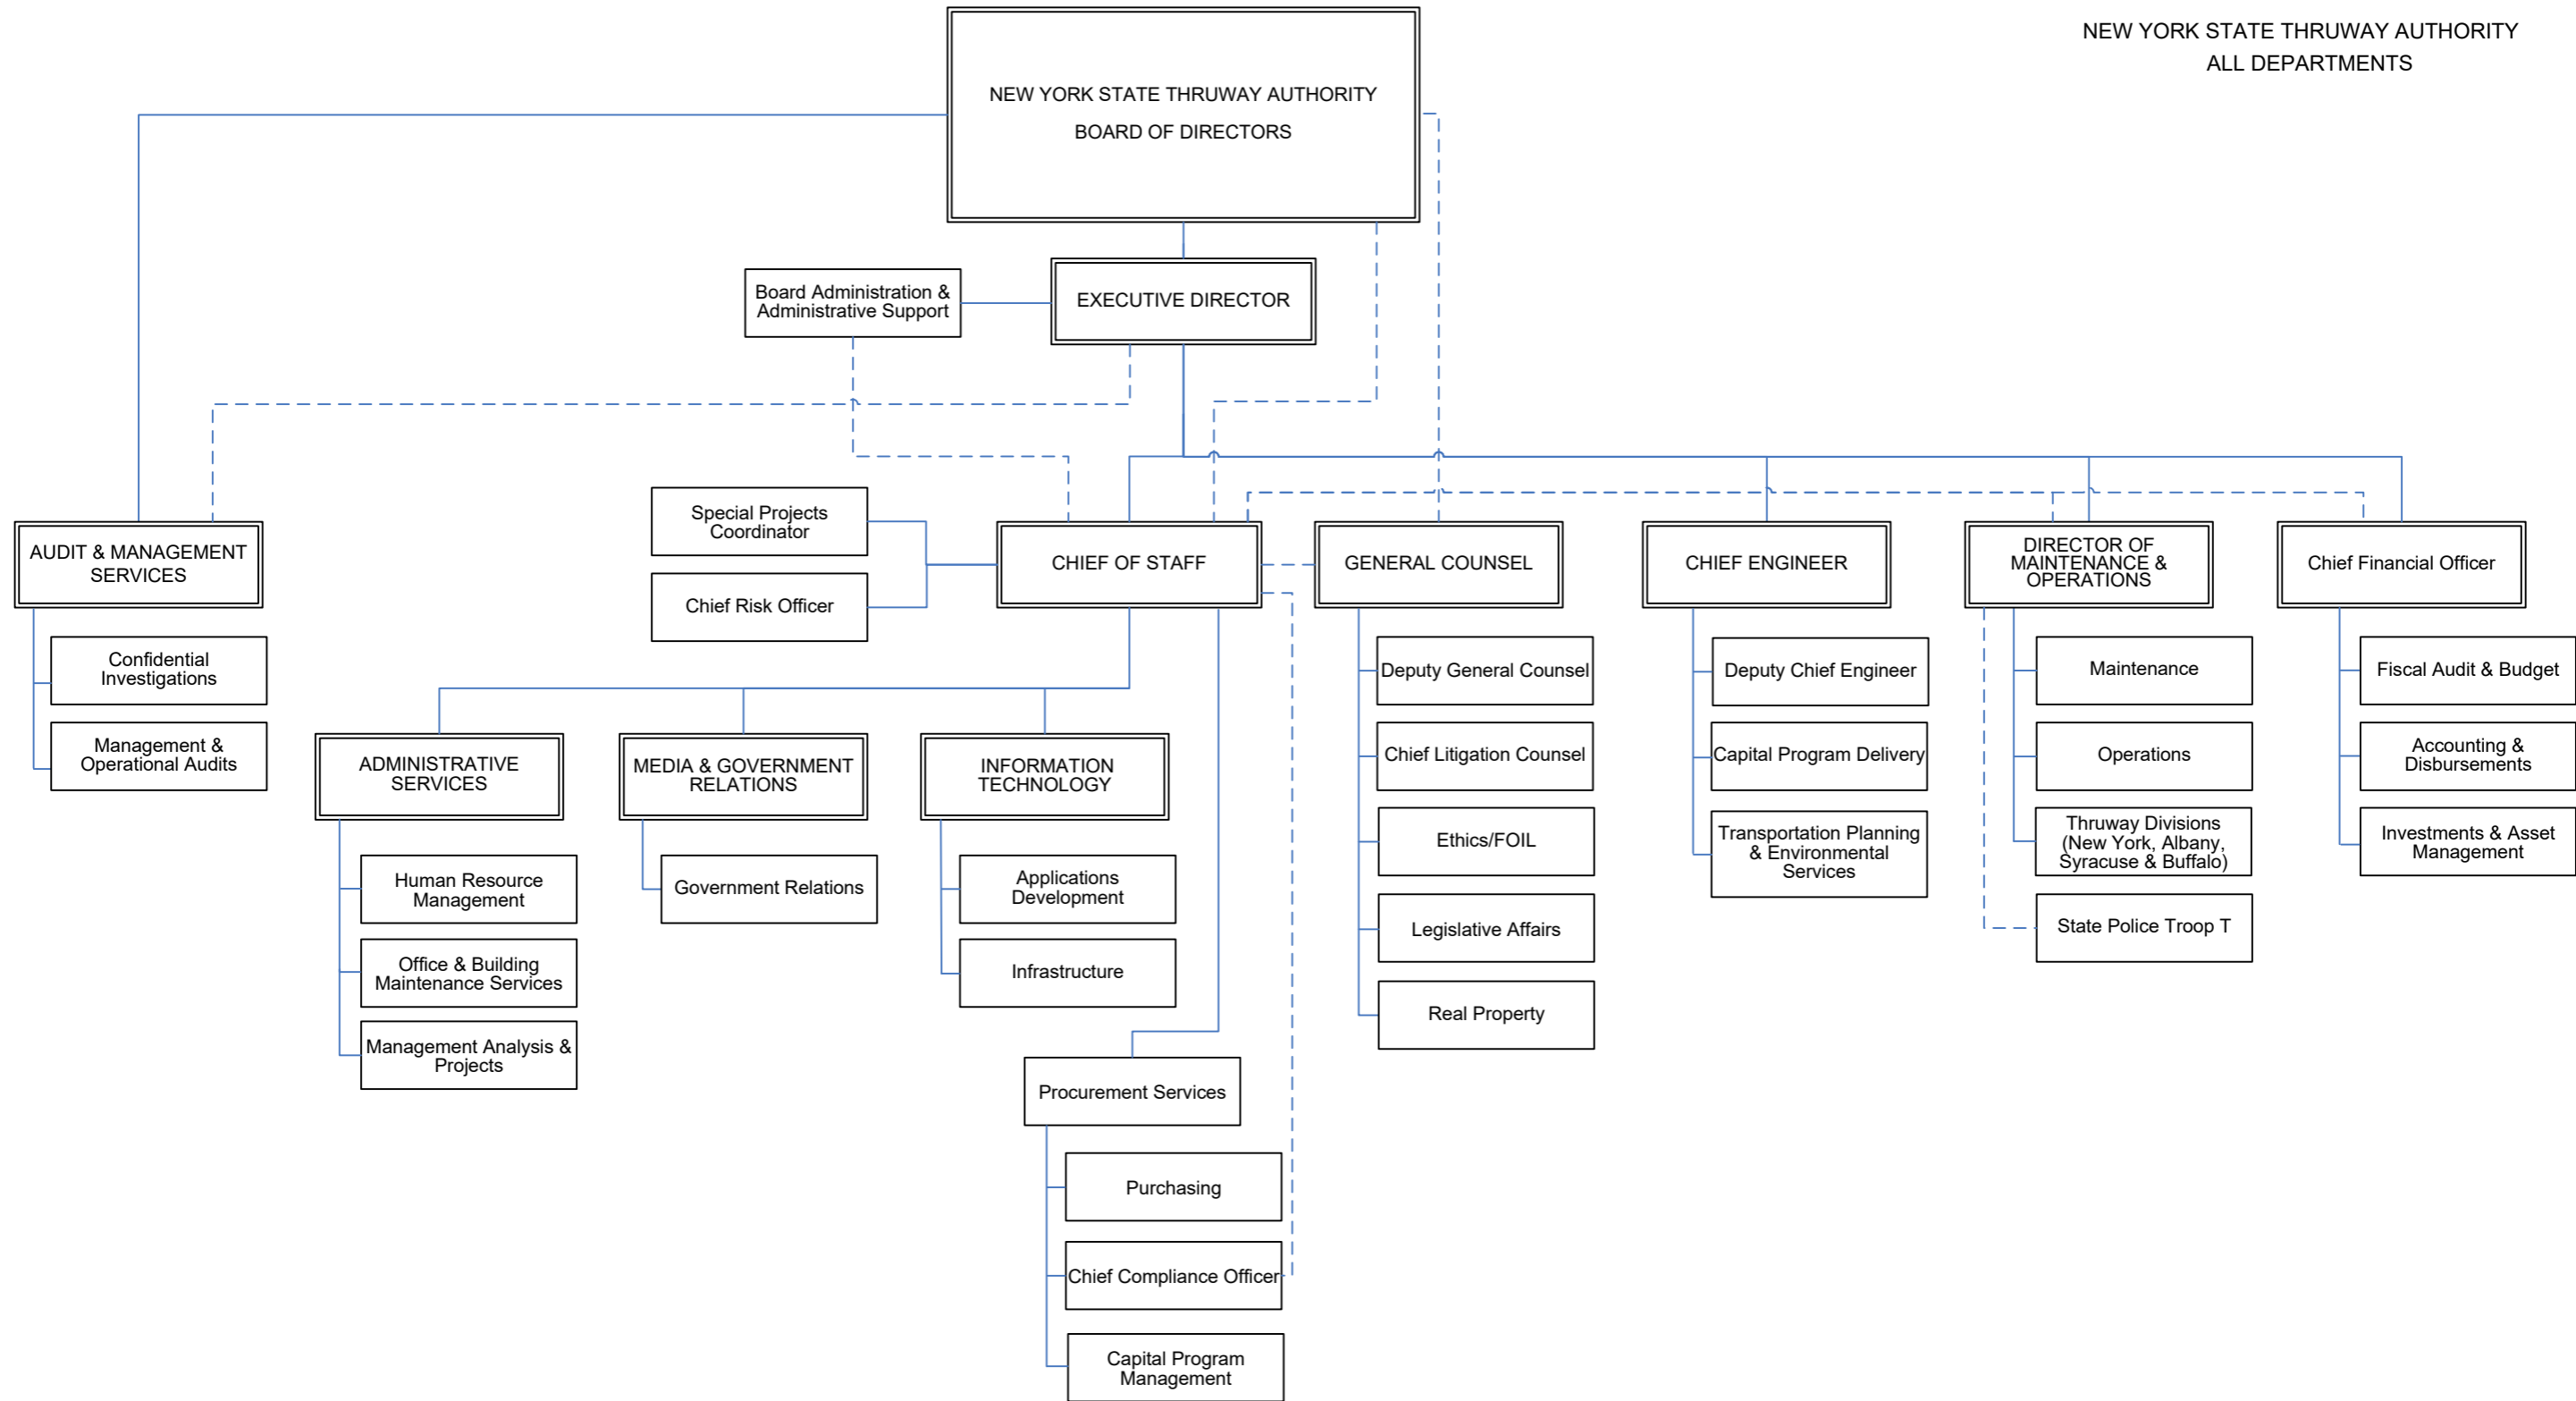 NEW YORK STATE THRUWAY AUTHORITY
ALL DEPARTMENTS
NEW YORK STATE THRUWAY AUTHORITY
BOARD OF DIRECTORS
Board Administration &
Administrative Support
EXECUTIVE DIRECTOR
Special Projects
Coordinator
Chief Risk Officer
AUDIT & MANAGEMENT
SERVICES
CHIEF OF STAFF
GENERAL COUNSEL
CHIEF ENGINEER
DIRECTOR OF
MAINTENANCE &
OPERATIONS
Chief Financial Officer
Confidential
Investigations
Management &
Operational Audits
ADMINISTRATIVE
SERVICES
Human Resource
Management
Office & Building
Maintenance Services
Management Analysis &
Projects
MEDIA & GOVERNMENT
RELATIONS
Government Relations
INFORMATION
TECHNOLOGY
Applications
Development
Infrastructure
Procurement Services
Purchasing
Chief Compliance Officer
Capital Program
Management
Deputy General Counsel
Chief Litigation Counsel
Ethics/FOIL
Legislative Affairs
Real Property
Deputy Chief Engineer
Capital Program Delivery
Transportation Planning
& Environmental
Services
Maintenance
Operations
Thruway Divisions
(New York, Albany,
Syracuse & Buffalo)
State Police Troop T
Fiscal Audit & Budget
Accounting &
Disbursements
Investments & Asset
Management